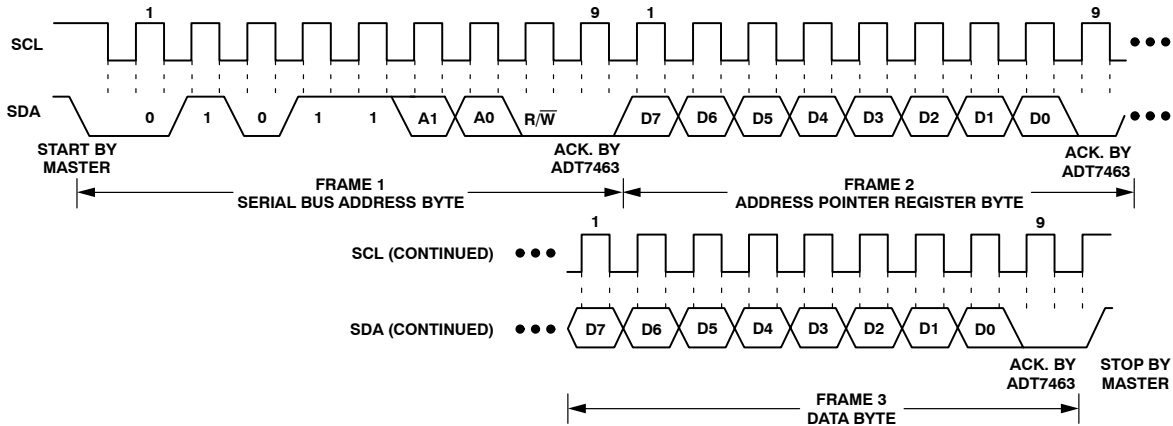 1 9 1 9
SCL
SDA
0 1 0 1 1 A1 A0 R/W̅ D7 D6 D5 D4 D3 D2 D1 D0
START BY
MASTER
ACK. BY
ADT7463
ACK. BY
ADT7463
FRAME 1
SERIAL BUS ADDRESS BYTE
FRAME 2
ADDRESS POINTER REGISTER BYTE
1 9
SCL (CONTINUED)
SDA (CONTINUED)
D7 D6 D5 D4 D3 D2 D1 D0
ACK. BY
ADT7463
STOP BY
MASTER
FRAME 3
DATA BYTE